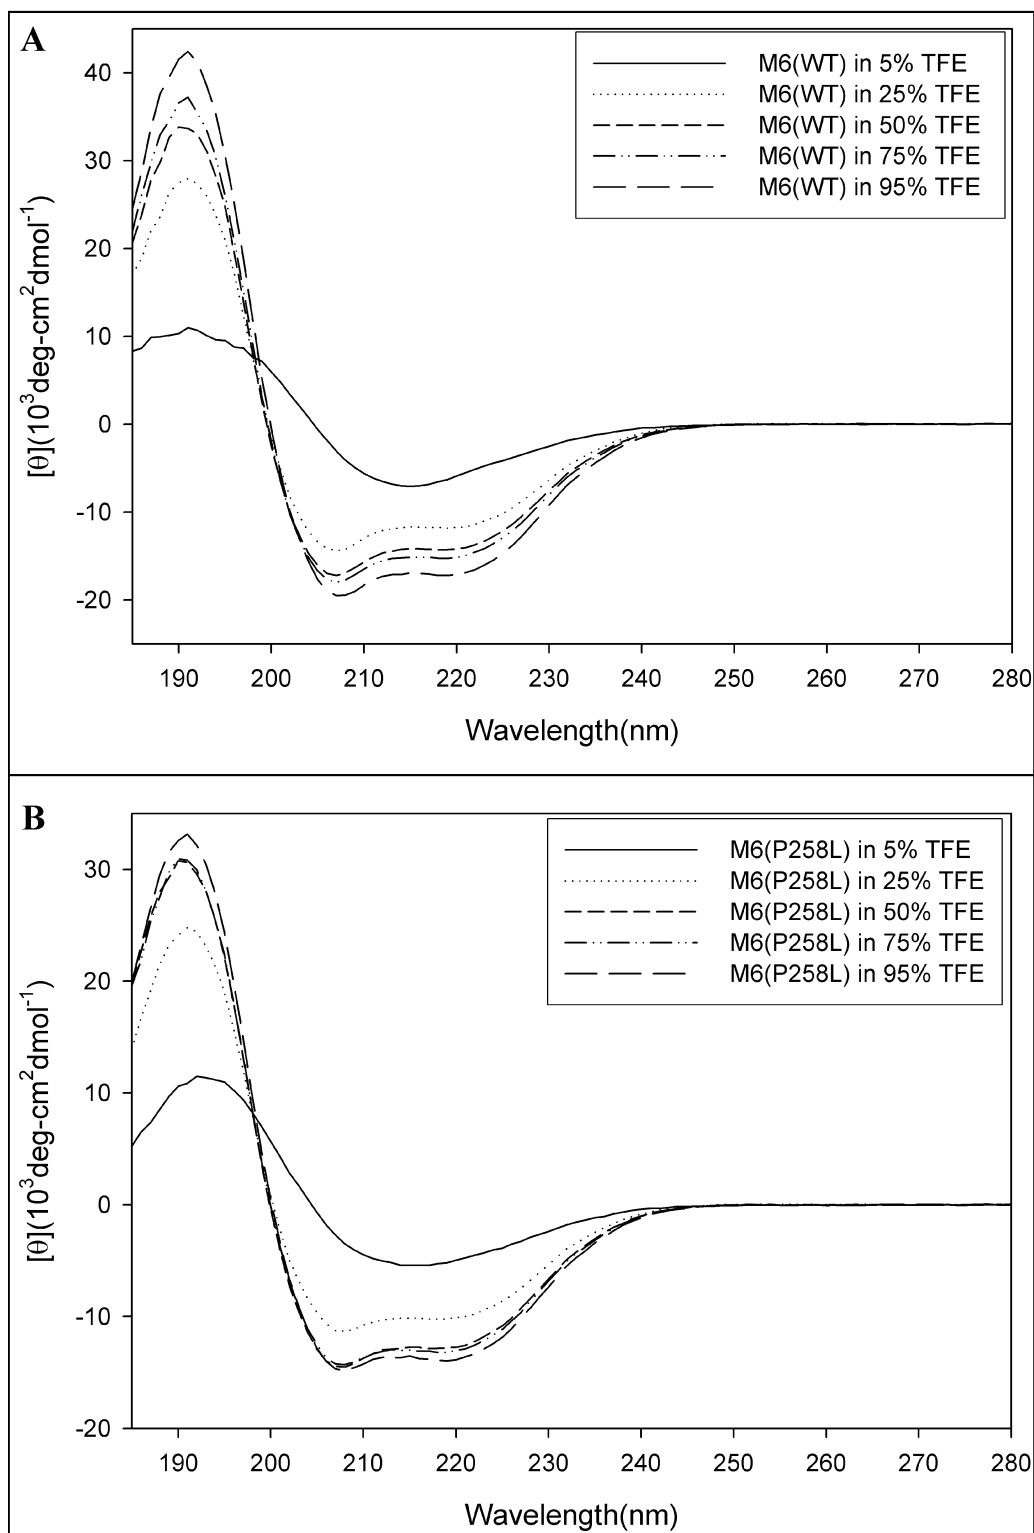 A
M6(WT) in 5% TFE
M6(WT) in 25% TFE
M6(WT) in 50% TFE
M6(WT) in 75% TFE
M6(WT) in 95% TFE
40
30
20
10
0
-10
-20
[θ](10³deg-cm²dmol⁻¹)
190 200 210 220 230 240 250 260 270 280
Wavelength(nm)
B
M6(P258L) in 5% TFE
M6(P258L) in 25% TFE
M6(P258L) in 50% TFE
M6(P258L) in 75% TFE
M6(P258L) in 95% TFE
30
20
10
0
-10
-20
[θ](10³deg-cm²dmol⁻¹)
190 200 210 220 230 240 250 260 270 280
Wavelength(nm)